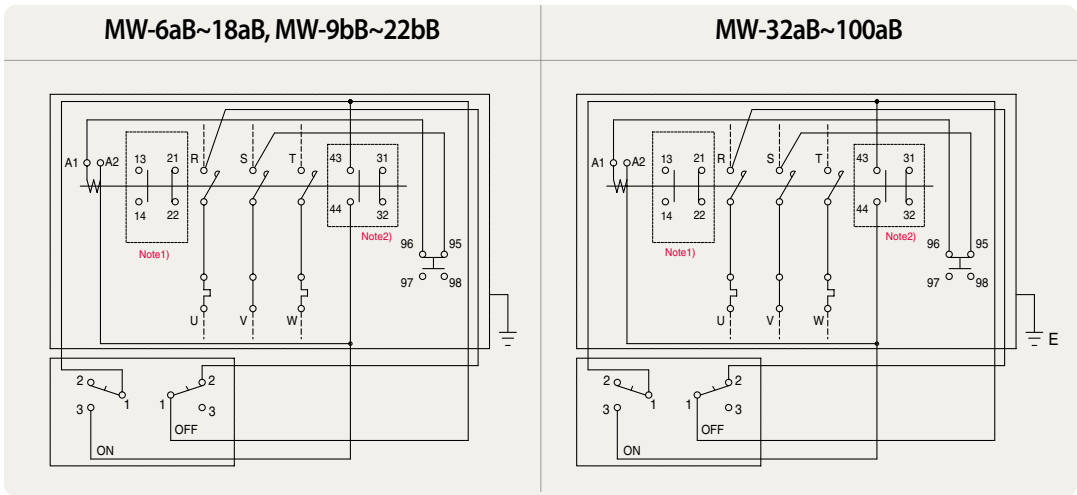 MW-6aB~18aB, MW-9bB~22bB
MW-32aB~100aB
A1 A2 13 21 R S T 43 31
14 22 44 32
Note1)
Note2)
96 95
97 98
U V W
2 1 3 ON
1 2 3 OFF
A1 A2 13 21 R S T 43 31
14 22 44 32
Note1)
Note2)
96 95
97 98
U V W
E
2 1 3 ON
1 2 3 OFF